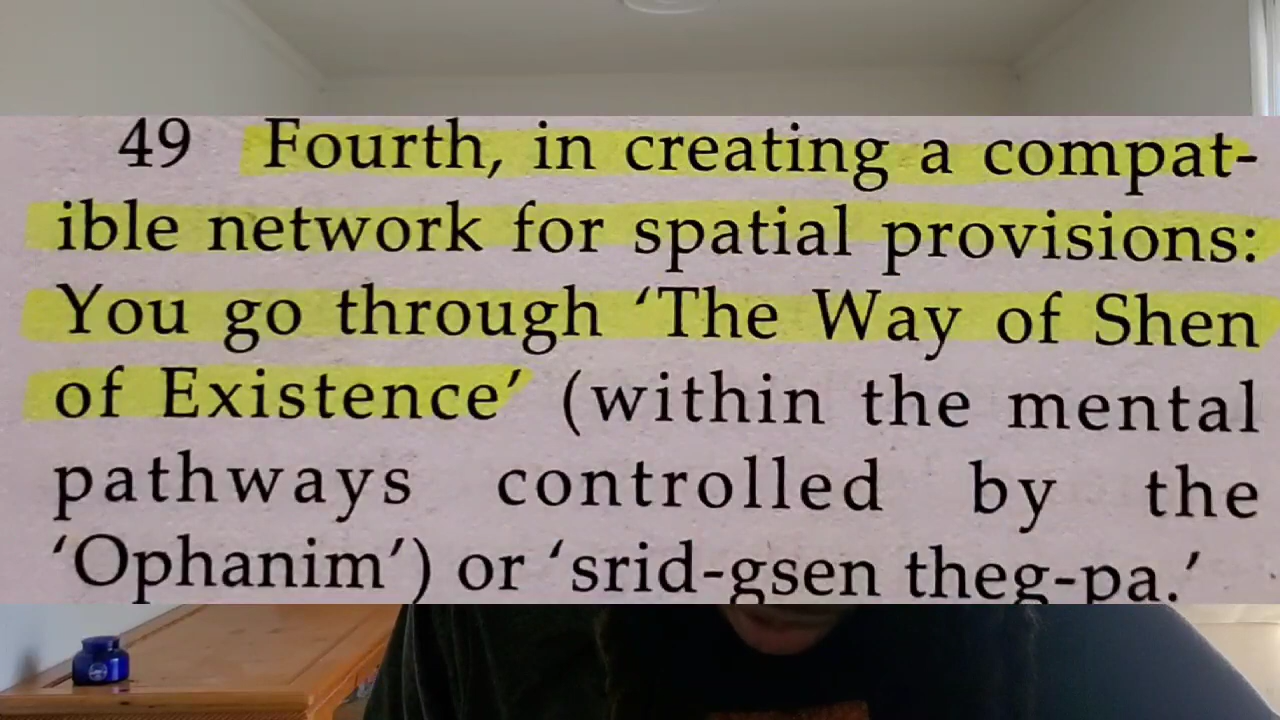 49 Fourth, in creating a compat-
ible network for spatial provisions:
You go through ‘The Way of Shen
of Existence’ (within the mental
pathways controlled by the
‘Ophanim’) or ‘srid-gsen theg-pa.’